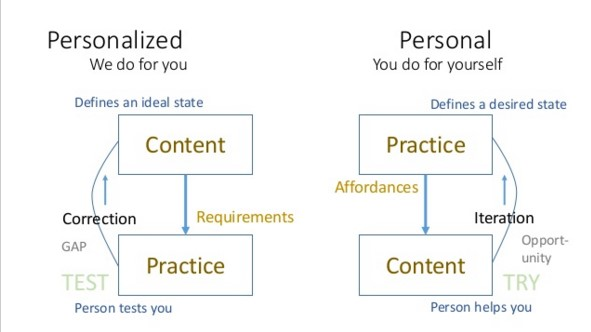 Personalized
We do for you
Defines an ideal state
Content
Requirements
Correction
GAP
Practice
TEST
Person tests you
Personal
You do for yourself
Defines a desired state
Practice
Affordances
Iteration
Opport-
unity
Content
TRY
Person helps you